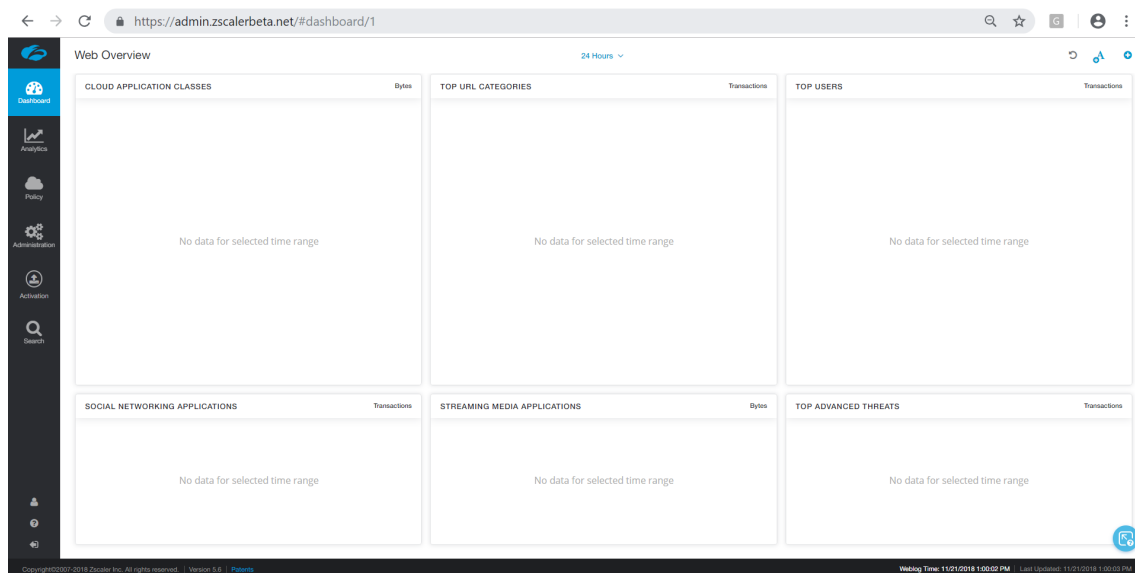 https://admin.zscalerbeta.net/#dashboard/1
G
Web Overview
24 Hours
Dashboard
Analytics
Policy
Administration
Activation
Search
CLOUD APPLICATION CLASSES Bytes
No data for selected time range
TOP URL CATEGORIES Transactions
No data for selected time range
TOP USERS Transactions
No data for selected time range
SOCIAL NETWORKING APPLICATIONS Transactions
No data for selected time range
STREAMING MEDIA APPLICATIONS Bytes
No data for selected time range
TOP ADVANCED THREATS Transactions
No data for selected time range
Copyright©2007-2018 Zscaler Inc. All rights reserved. | Version 5.6 | Patents
Weblog Time: 11/21/2018 1:00:02 PM | Last Updated: 11/21/2018 1:00:03 PM